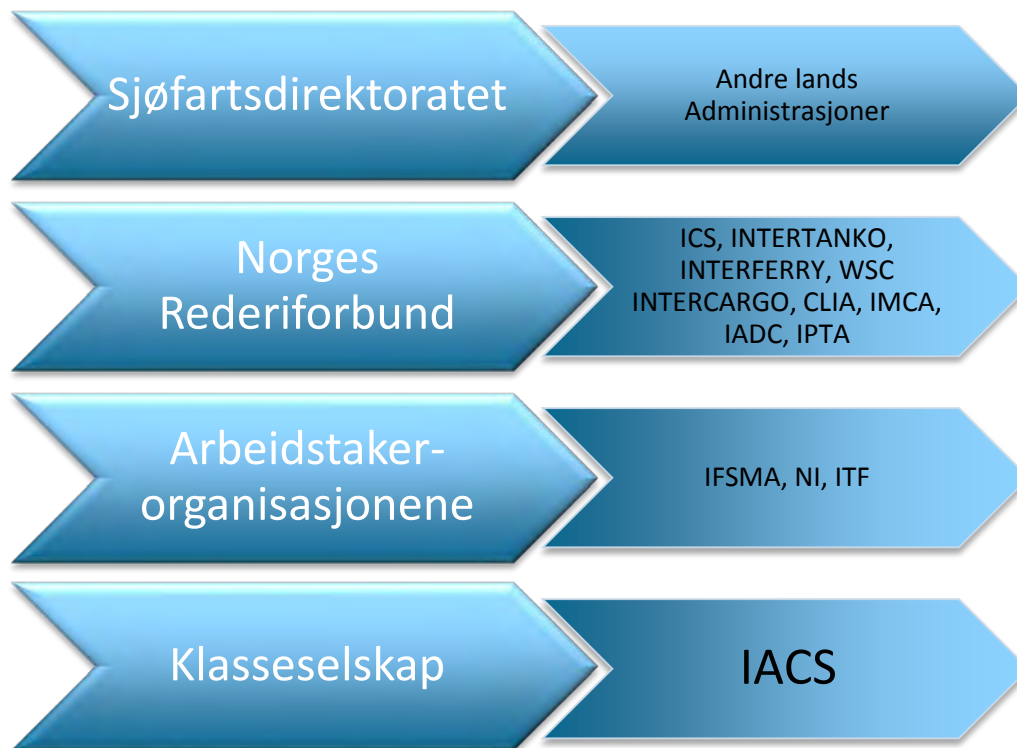 Sjøfartsdirektoratet
Andre lands
Administrasjoner
Norges
Rederiforbund
ICS, INTERTANKO,
INTERFERRY, WSC
INTERCARGO, CLIA, IMCA,
IADC, IPTA
Arbeidstaker-
organisasjonene
IFSMA, NI, ITF
Klasseselskap
IACS